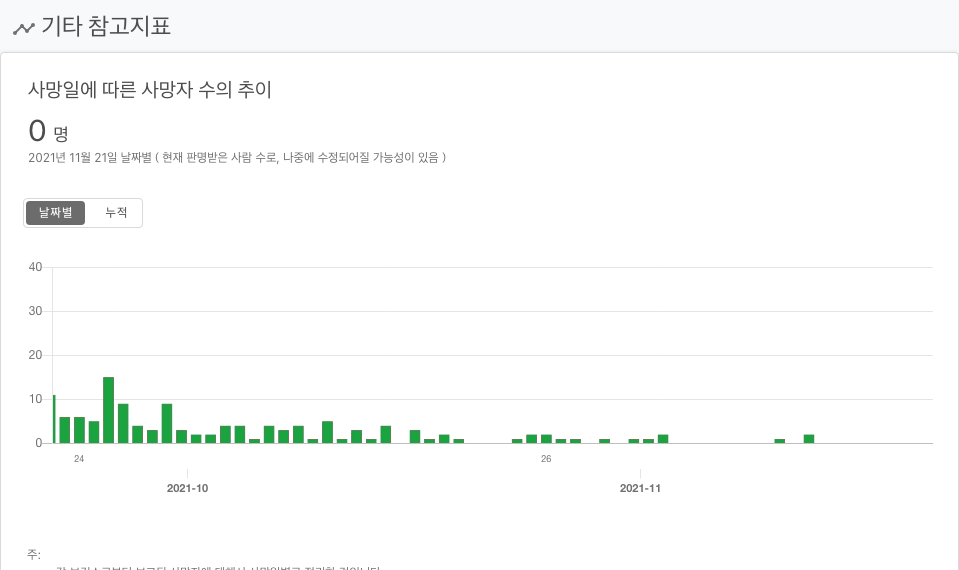 기타 참고지표
사망일에 따른 사망자 수의 추이
0 명
2021년 11월 21일 날짜별 ( 현재 판명받은 사람 수로, 나중에 수정되어질 가능성이 있음 )
날짜별 누적
40
30
20
10
0
24 26
2021-10 2021-11
주: